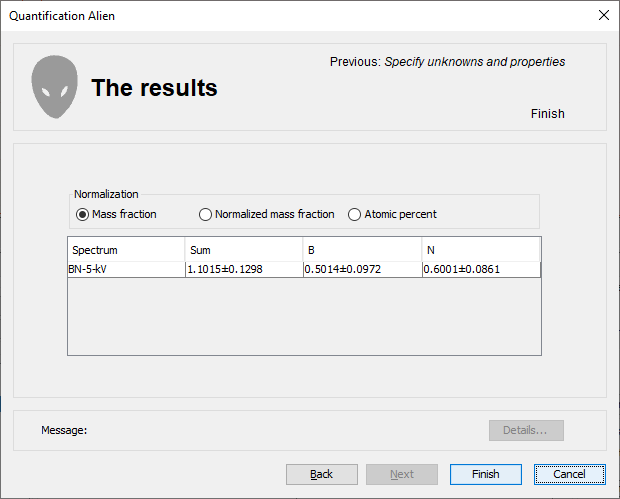 Quantification Alien
Previous: Specify unknowns and properties
The results
Finish
Normalization
Mass fraction Normalized mass fraction Atomic percent
Spectrum Sum B N
BN-5-kV 1.1015±0.1298 0.5014±0.0972 0.6001±0.0861
Message: Details...
Back Next Finish Cancel